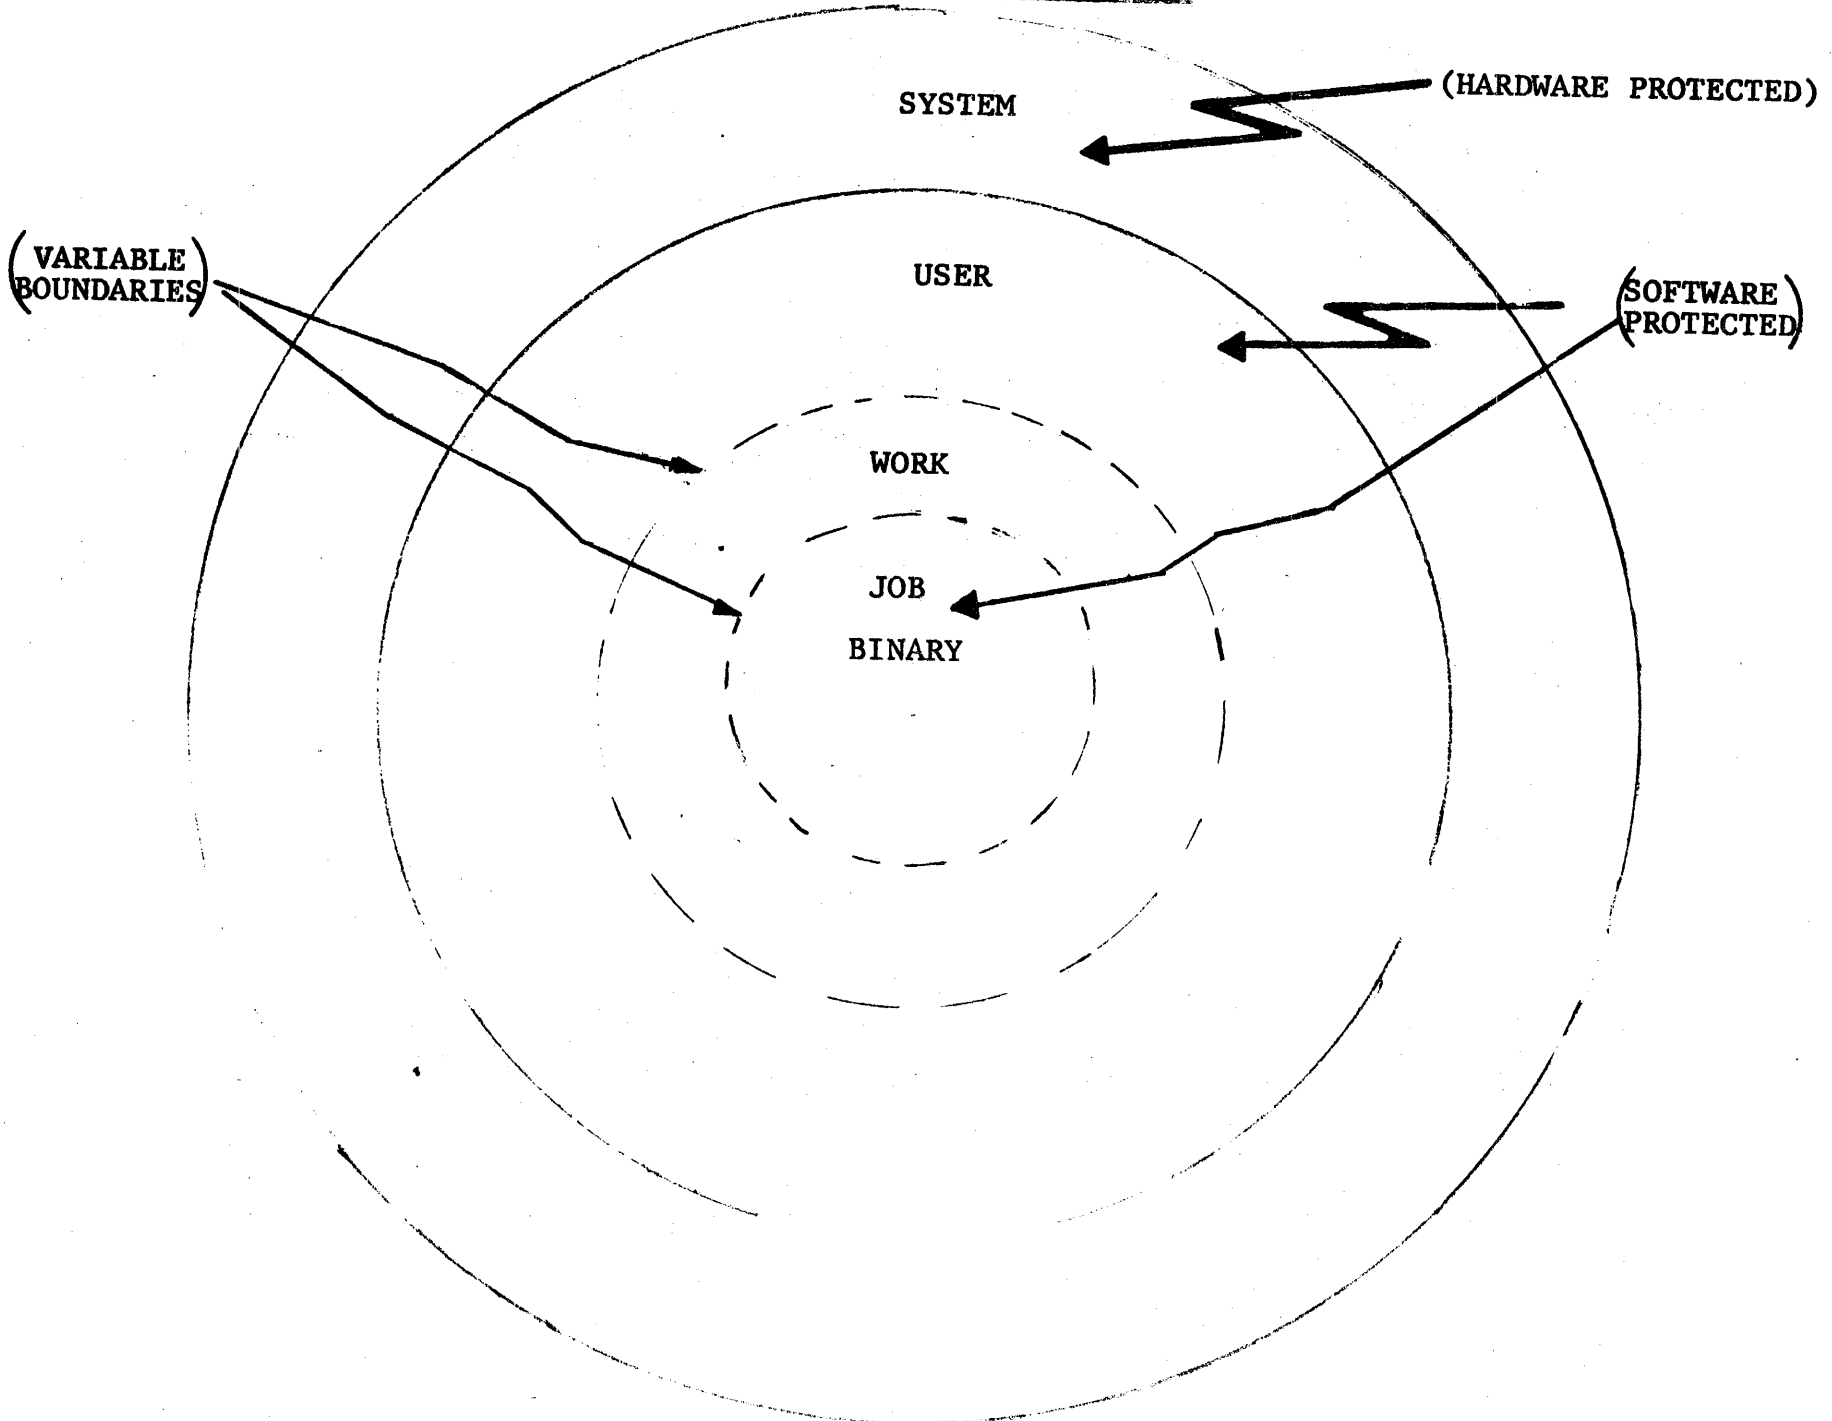 SYSTEM
(HARDWARE PROTECTED)
USER
(VARIABLE
BOUNDARIES)
(SOFTWARE
PROTECTED)
WORK
JOB
BINARY